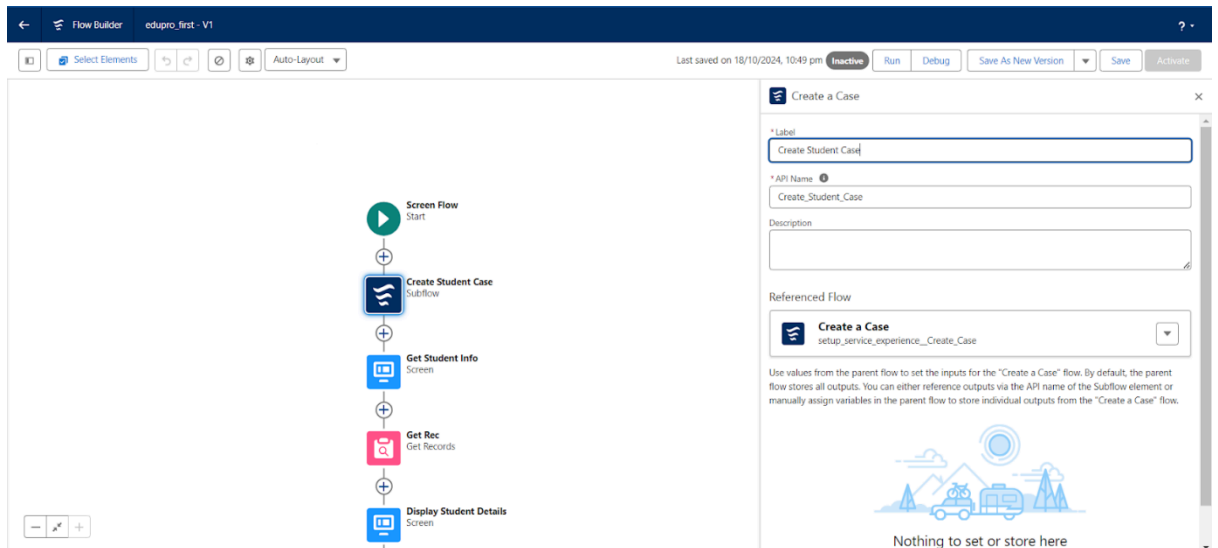 Flow Builder
edupro_first - V1
?
Select Elements
Auto-Layout
Last saved on 18/10/2024, 10:49 pm
Inactive
Run
Debug
Save As New Version
Save
Activate
Screen Flow
Start
Create Student Case
Subflow
Get Student Info
Screen
Get Rec
Get Records
Display Student Details
Screen
Create a Case
* Label
Create Student Case
* API Name
Create_Student_Case
Description
Referenced Flow
Create a Case
setup_service_experience__Create_Case
Use values from the parent flow to set the inputs for the "Create a Case" flow. By default, the parent
flow stores all outputs. You can either reference outputs via the API name of the Subflow element or
manually assign variables in the parent flow to store individual outputs from the "Create a Case" flow.
Nothing to set or store here